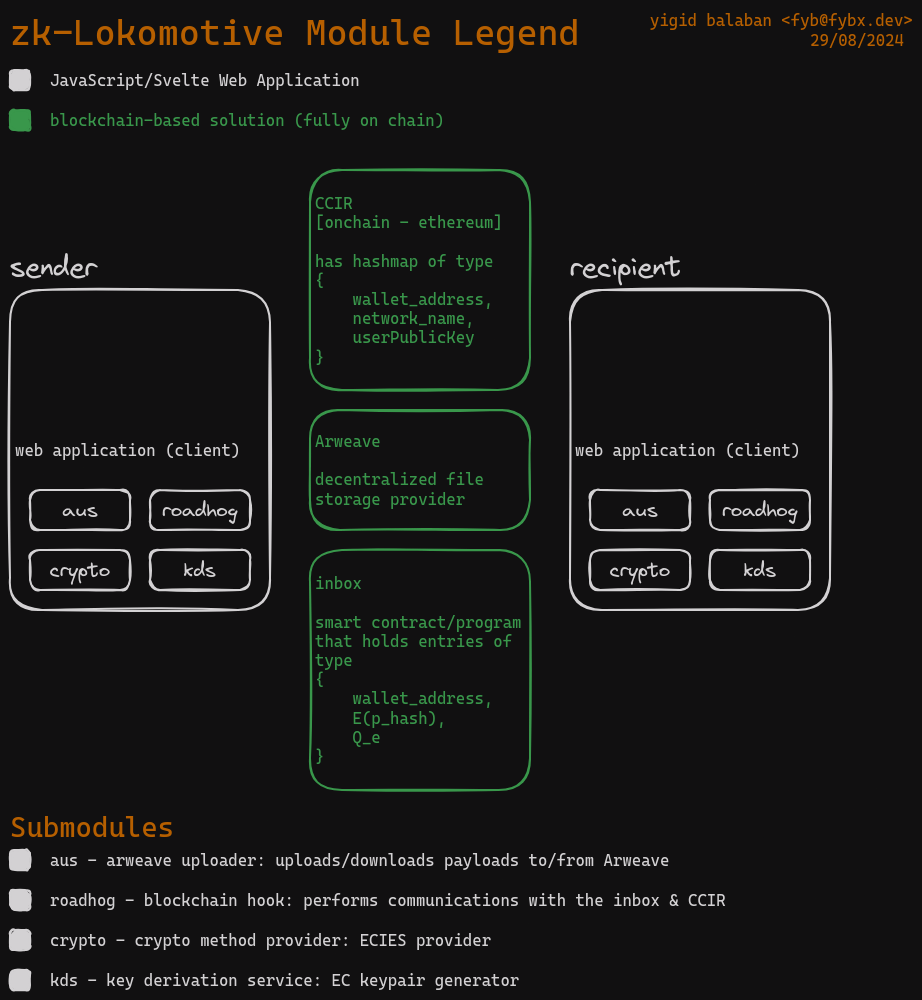 zk-Lokomotive Module Legend
yigid balaban <fyb@fybx.dev>
29/08/2024
JavaScript/Svelte Web Application
blockchain-based solution (fully on chain)
sender
web application (client)
aus
roadhog
crypto
kds
CCIR
[onchain - ethereum]
has hashmap of type
{
wallet_address,
network_name,
userPublicKey
}
Arweave
decentralized file
storage provider
inbox
smart contract/program
that holds entries of
type
{
wallet_address,
E(p_hash),
Q_e
}
recipient
web application (client)
aus
roadhog
crypto
kds
Submodules
aus - arweave uploader: uploads/downloads payloads to/from Arweave
roadhog - blockchain hook: performs communications with the inbox & CCIR
crypto - crypto method provider: ECIES provider
kds - key derivation service: EC keypair generator